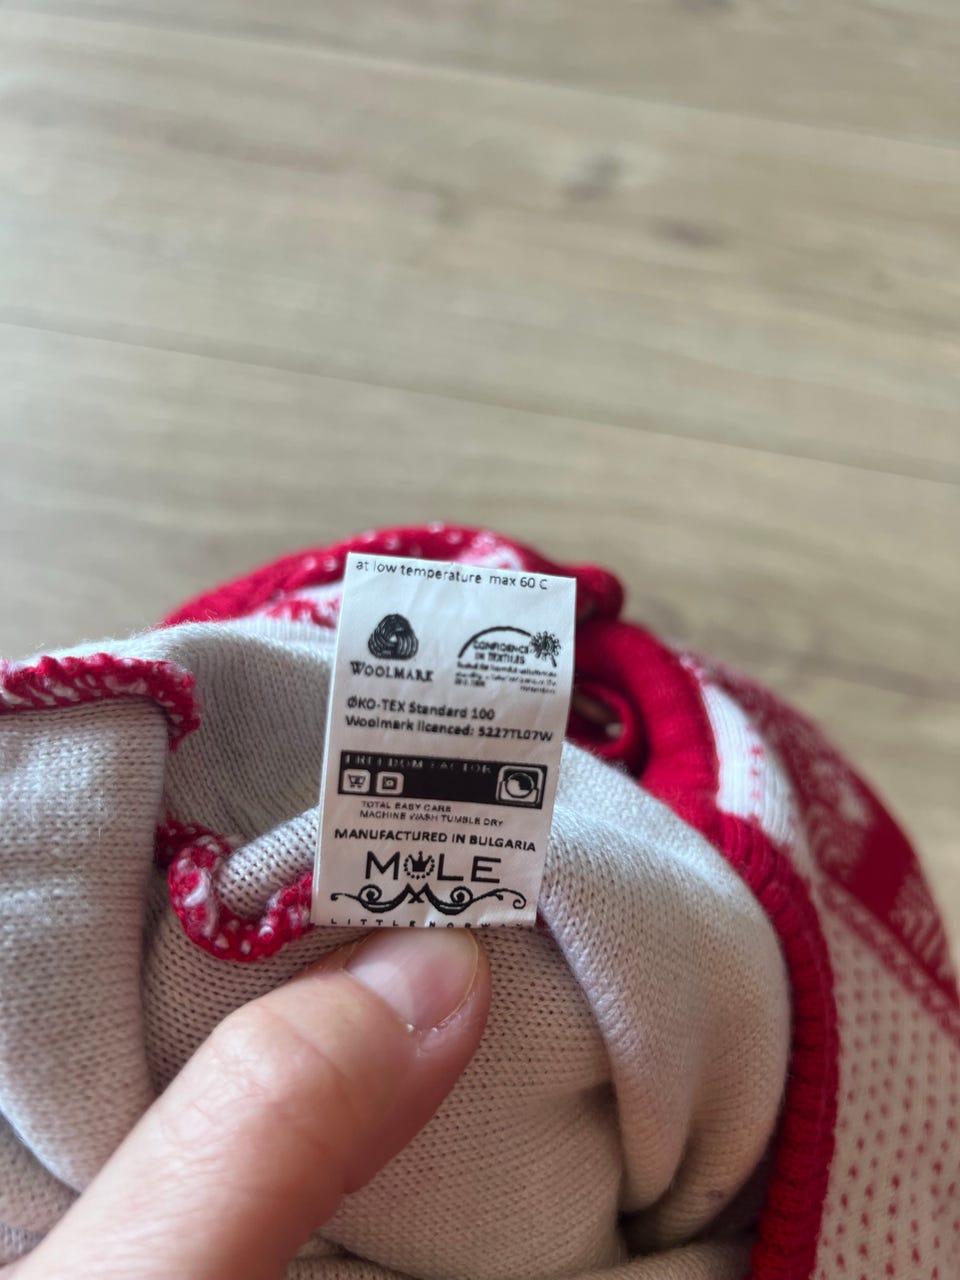 at low temperature max 60 C
WOOLMARK
CONFIDENCE
IN TEXTILES
ØKO-TEX Standard 100
Woolmark licenced: 5227TL07W
FREEDOM FACTOR
TOTAL EASY CARE
MACHINE WASH TUMBLE DRY
MANUFACTURED IN BULGARIA
MOLE